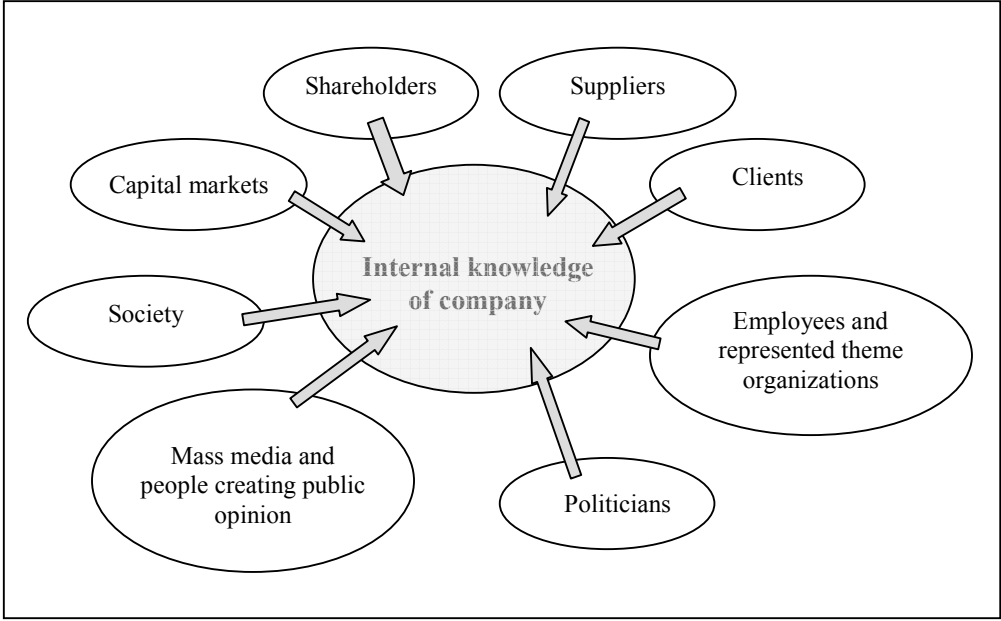 Shareholders
Suppliers
Capital markets
Clients
Internal knowledge
of company
Society
Employees and
represented theme
organizations
Mass media and
people creating public
opinion
Politicians